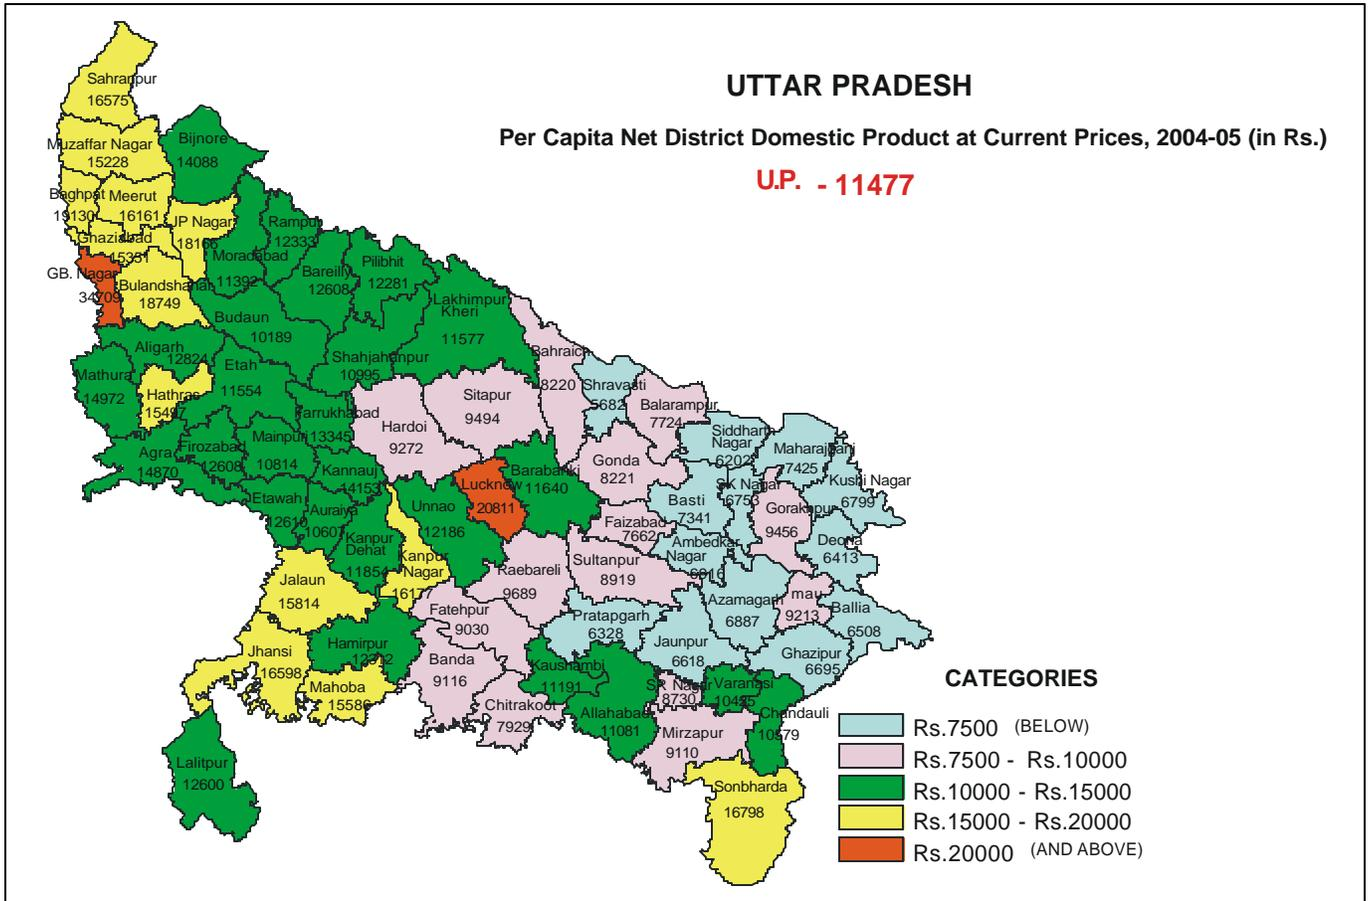 UTTAR PRADESH
Per Capita Net District Domestic Product at Current Prices, 2004-05 (in Rs.)
U.P. - 11477
Sahranpur
16575
Muzaffar Nagar
15228
Bijnore
14088
Baghpat
19130
Meerut
16161
JP Nagar
18166
Ghaziabad
15351
GB. Nagar
34709
Bulandshahar
18749
Rampur
12333
Moradabad
11392
Bareilly
12608
Pilibhit
12281
Lakhimpur
Kheri
11577
Budaun
10189
Shahjahanpur
10995
Aligarh
12824
Mathura
14972
Hathras
15487
Etah
11554
Farrukhabad
13345
Agra
14870
Firozabad
12608
Mainpuri
10814
Kannauj
14153
Etawah
12610
Auraiya
10607
Kanpur
Dehat
11854
Kanpur
Nagar
Unnao
12186
Lucknow
20811
Barabanki
11640
Hardoi
9272
Sitapur
9494
Bahraich
8220
Shravasti
5682
Balarampur
7724
Gonda
8221
Siddharth
Nagar
6202
Maharajganj
7425
Kushi Nagar
6799
Basti
7341
SK Nagar
6753
Gorakhpur
9456
Deoria
6413
Faizabad
7662
Ambedkar
Nagar
6816
Sultanpur
8919
Raebareli
9689
Azamagarh
6887
mau
9213
Ballia
6508
Pratapgarh
6328
Jaunpur
6618
Ghazipur
6695
Fatehpur
9030
Banda
9116
Chitrakoot
7929
Kaushambi
11191
Allahabad
11081
SR Nagar
8730
Varanasi
Chandauli
Mirzapur
9110
Sonbharda
16798
Jalaun
15814
Jhansi
16598
Hamirpur
Mahoba
15586
Lalitpur
12600
CATEGORIES
Rs.7500 (BELOW)
Rs.7500 - Rs.10000
Rs.10000 - Rs.15000
Rs.15000 - Rs.20000
Rs.20000 (AND ABOVE)